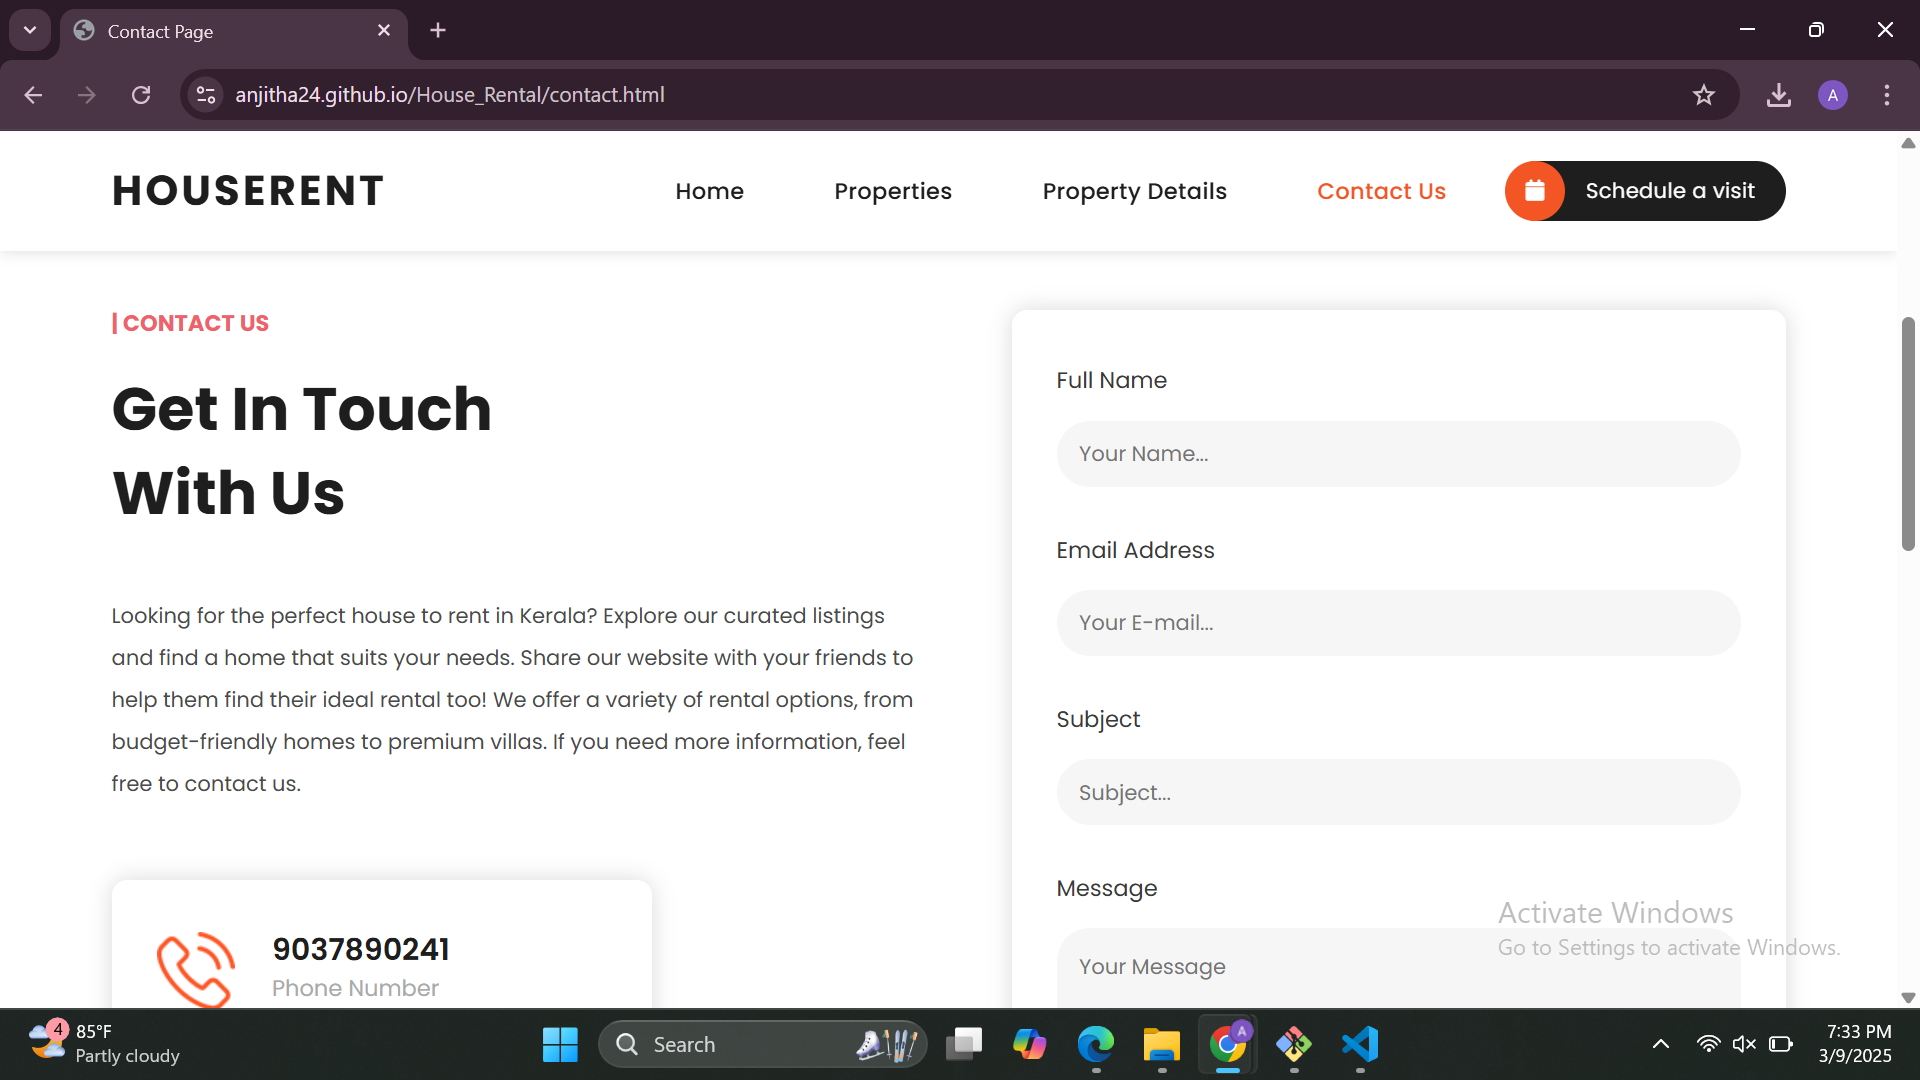 Contact Page
anjitha24.github.io/House_Rental/contact.html
A
HOUSERENT
Home
Properties
Property Details
Contact Us
Schedule a visit
| CONTACT US
Get In Touch
With Us
Looking for the perfect house to rent in Kerala? Explore our curated listings
and find a home that suits your needs. Share our website with your friends to
help them find their ideal rental too! We offer a variety of rental options, from
budget-friendly homes to premium villas. If you need more information, feel
free to contact us.
9037890241
Phone Number
Full Name
Your Name...
Email Address
Your E-mail...
Subject
Subject...
Message
Your Message
Activate Windows
Go to Settings to activate Windows.
4
85°F
Partly cloudy
Search
A
7:33 PM
3/9/2025